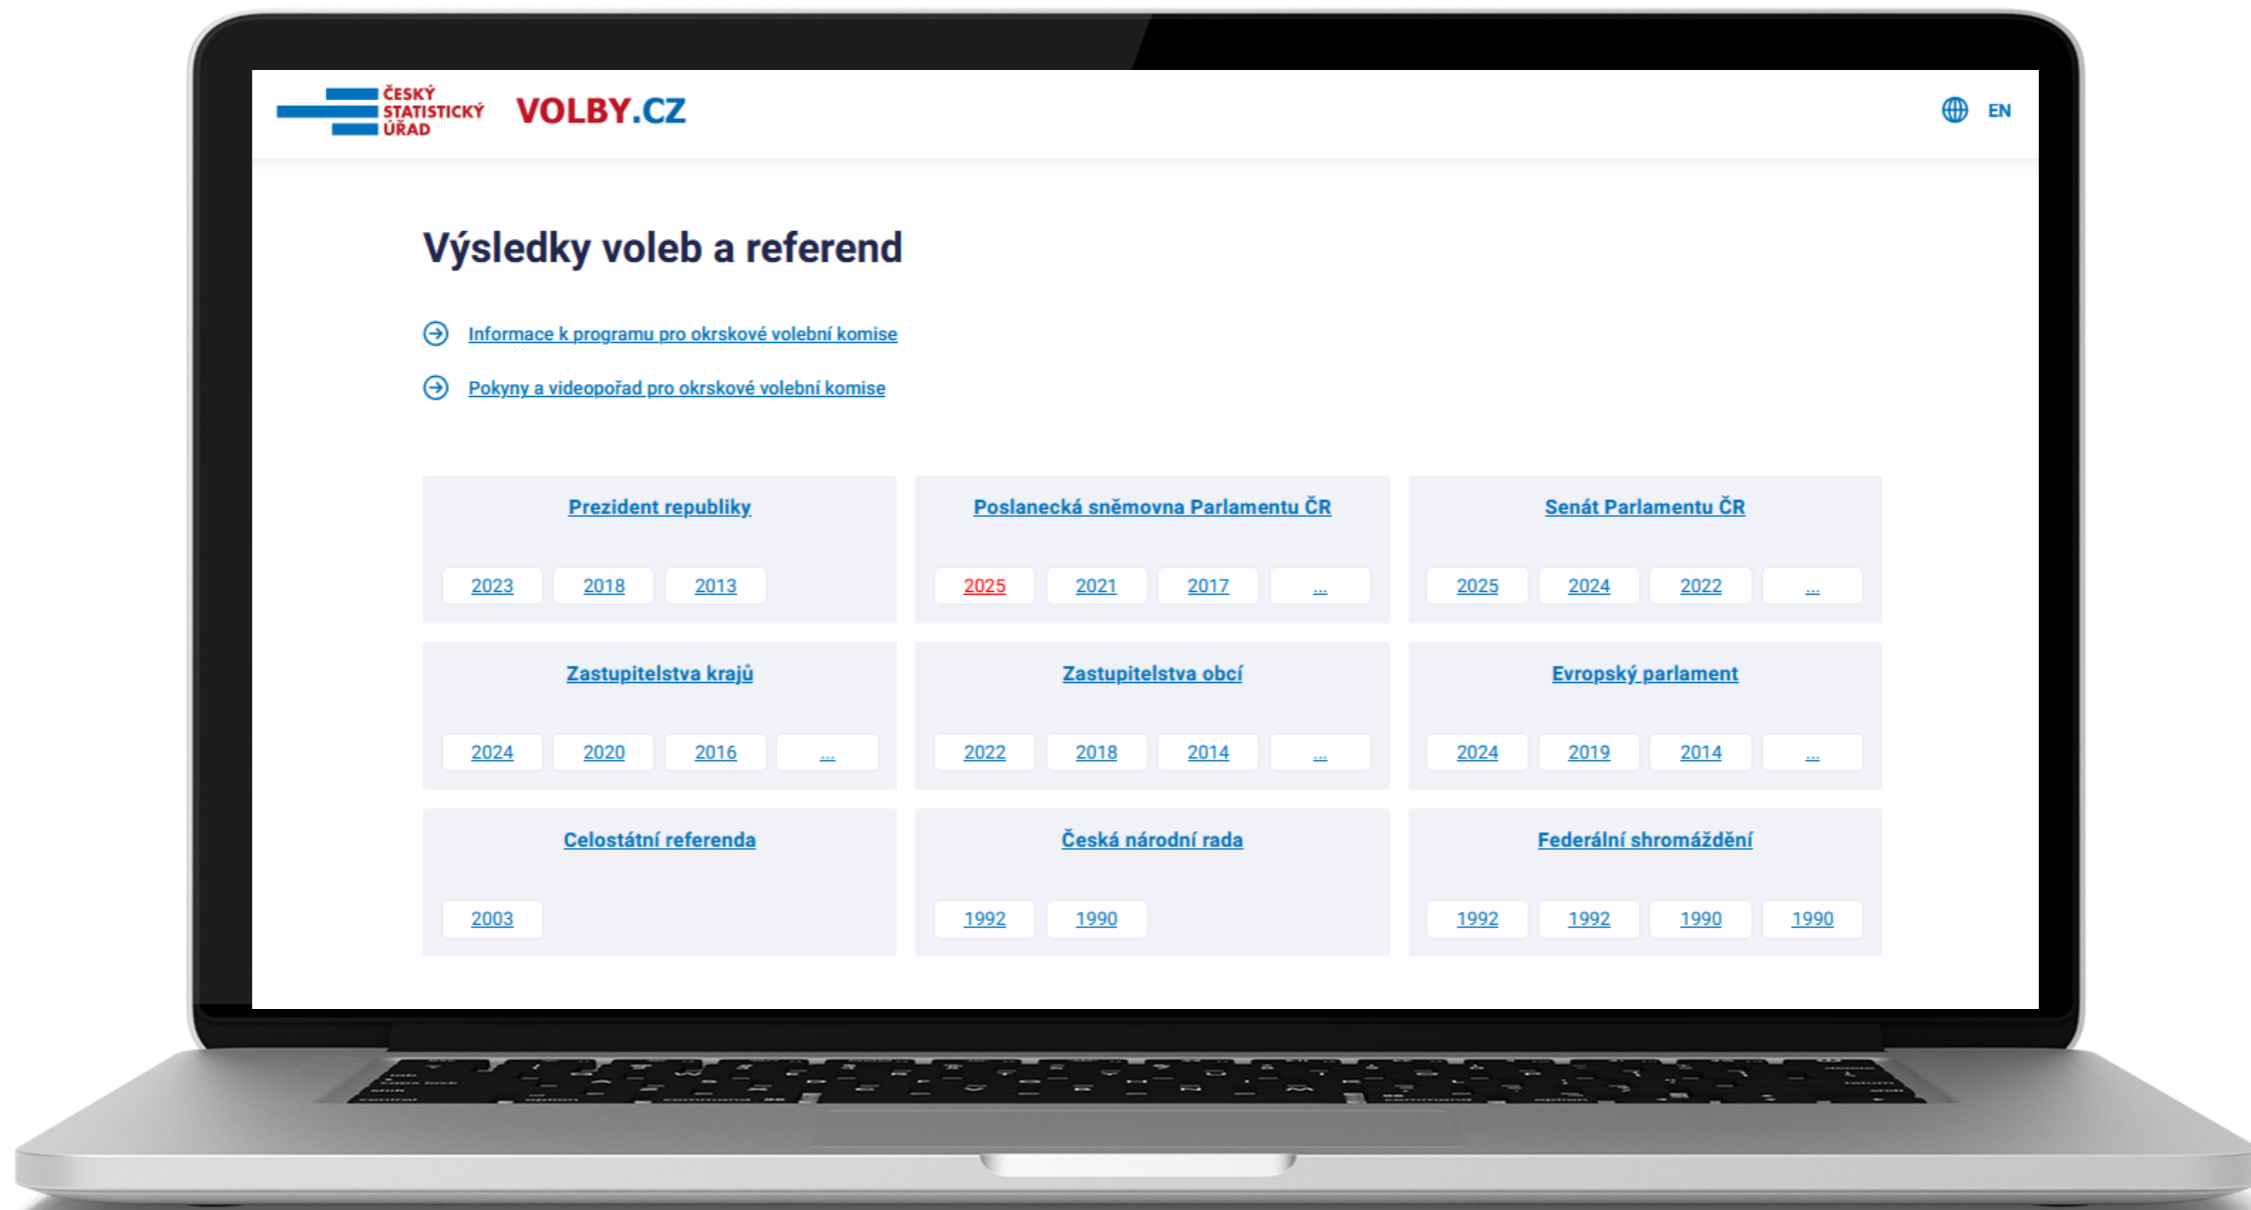 ČESKÝ
STATISTICKÝ
ÚŘAD
VOLBY.CZ
EN
Výsledky voleb a referend
Informace k programu pro okrskové volební komise
Pokyny a videopořad pro okrskové volební komise
Prezident republiky
2023 2018 2013
Poslanecká sněmovna Parlamentu ČR
2025 2021 2017 ...
Senát Parlamentu ČR
2025 2024 2022 ...
Zastupitelstva krajů
2024 2020 2016 ...
Zastupitelstva obcí
2022 2018 2014 ...
Evropský parlament
2024 2019 2014 ...
Celostátní referenda
2003
Česká národní rada
1992 1990
Federální shromáždění
1992 1992 1990 1990